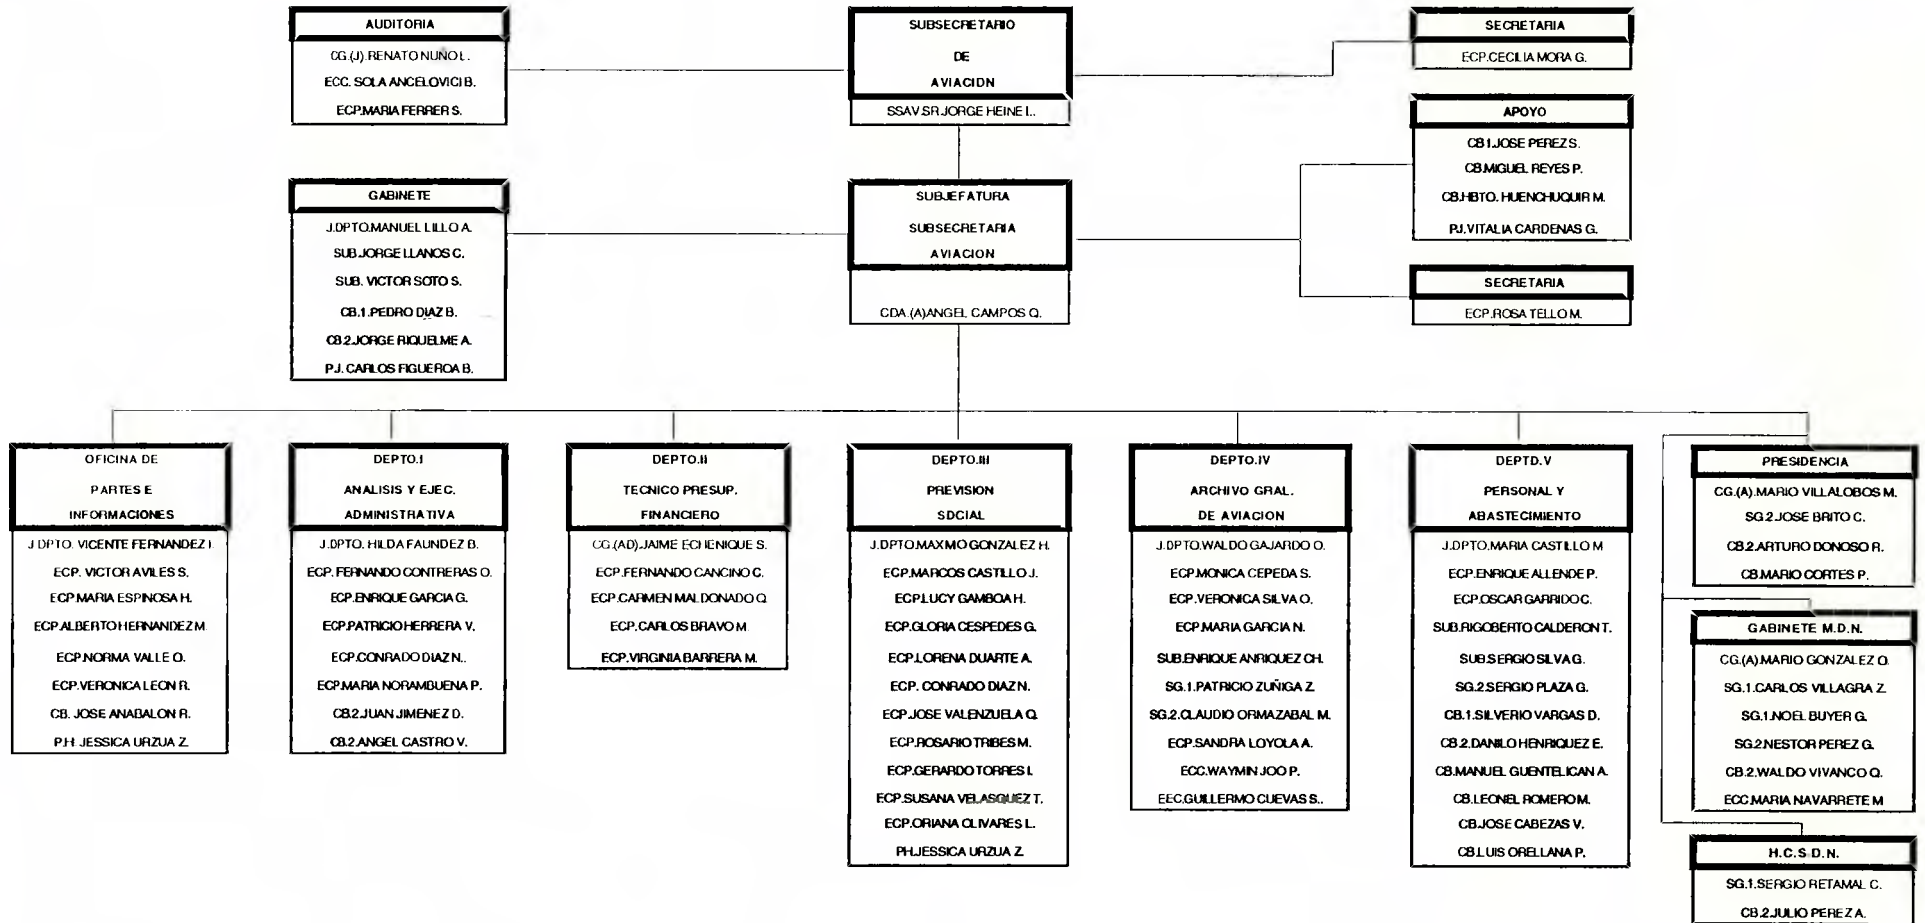 AUDITORIA
CG.(J).RENATO NUÑO L.
ECC. SOLA ANGELOVICI B.
ECP.MARIA FERRER S.
SUBSECRETARIO
DE
AVIACION
SSAV.SR.JORGE HEINE L.
SECRETARIA
ECP.CECILIA MORA G.
APOYO
CB1.JOSE PEREZ S.
CB.MIGUEL REYES P.
CB.HBTO. HUENCHUQUIR M.
P.J.VITALIA CARDENAS G.
GABINETE
J.DPTO.MANUEL LILLO A.
SUB.JORGE LLANOS C.
SUB. VICTOR SOTO S.
CB.1.PEDRO DIAZ B.
CB.2.JORGE RIQUELME A.
P.J. CARLOS FIGUEROA B.
SUBJEFATURA
SUBSECRETARIA
AVIACION
CDA.(A)ANGEL CAMPOS Q.
SECRETARIA
ECP.ROSA TELLO M.
OFICINA DE
PARTES E
INFORMACIONES
J.DPTO. VICENTE FERNANDEZ I.
ECP. VICTOR AVILES S.
ECP.MARIA ESPINOSA H.
ECP.ALBERTO HERNANDEZ M.
ECP.NORMA VALLE O.
ECP.VERONICA LEON R.
CB. JOSE ANABALON R.
P.H JESSICA URZUA Z.
DEPTO.I
ANALISIS Y EJEC.
ADMINISTRATIVA
J.DPTO. HILDA FAUNDEZ B.
ECP. FERNANDO CONTRERAS O.
ECP.ENRIQUE GARCIA G.
ECP.PATRICIO HERRERA V.
ECP.CONRADO DIAZ N..
ECP.MARIA NORAMBUENA P.
CB.2.JUAN JIMENEZ D.
CB.2.ANGEL CASTRO V.
DEPTO.II
TECNICO PRESUP.
FINANCIERO
CG.(AD).JAIME ECHENIQUE S.
ECP.FERNANDO CANCINO C.
ECP.CARMEN MALDONADO Q.
ECP.CARLOS BRAVO M.
ECP.VIRGINIA BARRERA M.
DEPTO.III
PREVISION
SOCIAL
J.DPTO.MAXMO GONZALEZ H.
ECP.MARCOS CASTILLO J.
ECP.LUCY GAMBOA H.
ECP.GLORIA CESPEDES G.
ECP.LORENA DUARTE A.
ECP. CONRADO DIAZ N.
ECP.JOSE VALENZUELA Q.
ECP.ROSARIO TRIBES M.
ECP.GERARDO TORRES I.
ECP.SUSANA VELASQUEZ T.
ECP.ORIANA OLIVARES L.
PH.JESSICA URZUA Z.
DEPTO.IV
ARCHIVO GRAL.
DE AVIACION
J.DPTO.WALDO GAJARDO O.
ECP.MONICA CEPEDA S.
ECP.VERONICA SILVA O.
ECP.MARIA GARCIA N.
SUB.ENRIQUE ANRIQUEZ CH.
SG.1.PATRICIO ZUÑIGA Z.
SG.2.CLAUDIO ORMAZABAL M.
ECP.SANDRA LOYOLA A.
ECC.WAYMIN JOO P.
EEC.GUILLERMO CUEVAS S..
DEPTO. V
PERSONAL Y
ABASTECIMIENTO
J.DPTO.MARIA CASTILLO M
ECP.ENRIQUE ALLENDE P.
ECP.OSCAR GARRIDO C.
SUB.RIGOBERTO CALDERON T.
SUB.SERGIO SILVA G.
SG.2.SERGIO PLAZA G.
CB.1.SILVERIO VARGAS D.
CB.2.DANILO HENRIQUEZ E.
CB.MANUEL GUENTELICAN A.
CB.LEONEL ROMERO M.
CB.JOSE CABEZAS V.
CB.LUIS ORELLANA P.
PRESIDENCIA
CG.(A).MARIO VILLALOBOS M.
SG.2.JOSE BRITO C.
CB.2.ARTURO DONOSO R.
CB.MARIO CORTES P.
GABINETE M.D.N.
CG.(A).MARIO GONZALEZ O.
SG.1.CARLOS VILLAGRA Z.
SG.1.NOEL BUYER G.
SG.2.NESTOR PEREZ G.
CB.2.WALDO VIVANCO Q.
ECC.MARIA NAVARRETE M
H.C.S.D.N.
SG.1.SERGIO RETAMAL C.
CB.2.JULIO PEREZ A.